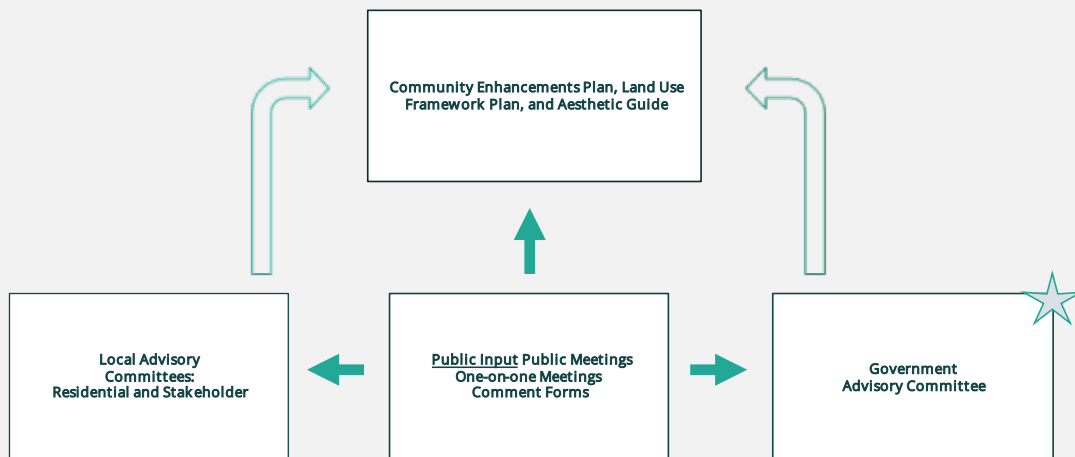 Community Enhancements Plan, Land Use
Framework Plan, and Aesthetic Guide
Local Advisory
Committees:
Residential and Stakeholder
Public Input Public Meetings
One-on-one Meetings
Comment Forms
Government
Advisory Committee